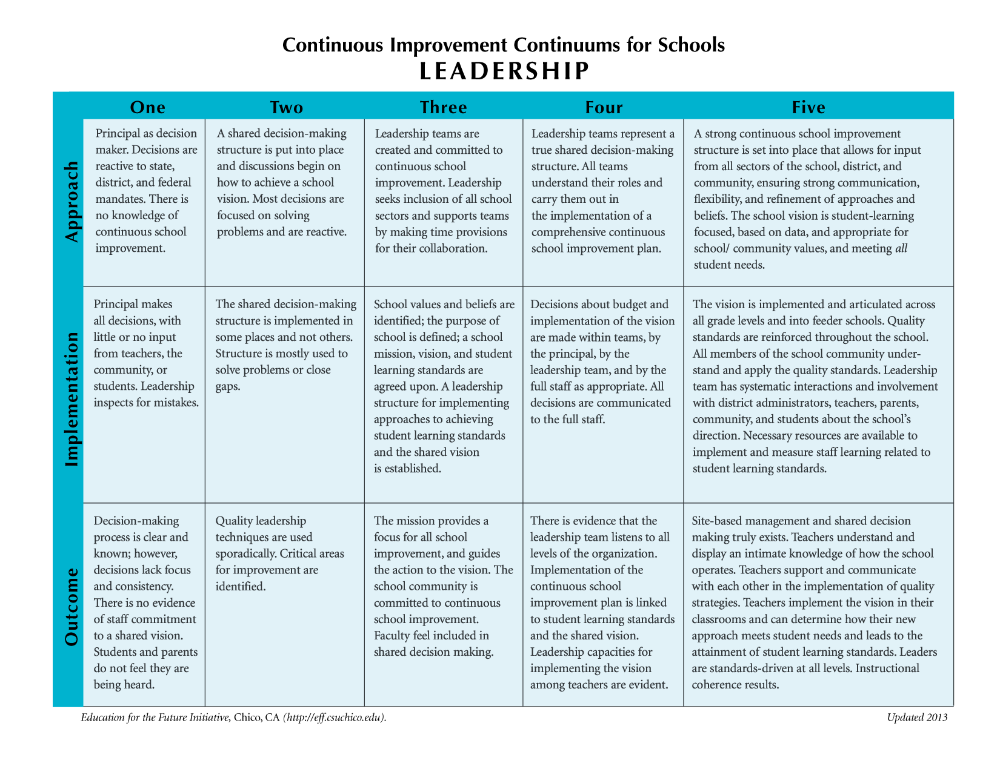 Continuous Improvement Continuums for Schools
LEADERSHIP
One
Two
Three
Four
Five
Approach
Principal as decision
maker. Decisions are
reactive to state,
district, and federal
mandates. There is
no knowledge of
continuous school
improvement.
A shared decision-making
structure is put into place
and discussions begin on
how to achieve a school
vision. Most decisions are
focused on solving
problems and are reactive.
Leadership teams are
created and committed to
continuous school
improvement. Leadership
seeks inclusion of all school
sectors and supports teams
by making time provisions
for their collaboration.
Leadership teams represent a
true shared decision-making
structure. All teams
understand their roles and
carry them out in
the implementation of a
comprehensive continuous
school improvement plan.
A strong continuous school improvement
structure is set into place that allows for input
from all sectors of the school, district, and
community, ensuring strong communication,
flexibility, and refinement of approaches and
beliefs. The school vision is student-learning
focused, based on data, and appropriate for
school/ community values, and meeting all
student needs.
Implementation
Principal makes
all decisions, with
little or no input
from teachers, the
community, or
students. Leadership
inspects for mistakes.
The shared decision-making
structure is implemented in
some places and not others.
Structure is mostly used to
solve problems or close
gaps.
School values and beliefs are
identified; the purpose of
school is defined; a school
mission, vision, and student
learning standards are
agreed upon. A leadership
structure for implementing
approaches to achieving
student learning standards
and the shared vision
is established.
Decisions about budget and
implementation of the vision
are made within teams, by
the principal, by the
leadership team, and by the
full staff as appropriate. All
decisions are communicated
to the full staff.
The vision is implemented and articulated across
all grade levels and into feeder schools. Quality
standards are reinforced throughout the school.
All members of the school community under-
stand and apply the quality standards. Leadership
team has systematic interactions and involvement
with district administrators, teachers, parents,
community, and students about the school's
direction. Necessary resources are available to
implement and measure staff learning related to
student learning standards.
Outcome
Decision-making
process is clear and
known; however,
decisions lack focus
and consistency.
There is no evidence
of staff commitment
to a shared vision.
Students and parents
do not feel they are
being heard.
Quality leadership
techniques are used
sporadically. Critical areas
for improvement are
identified.
The mission provides a
focus for all school
improvement, and guides
the action to the vision. The
school community is
committed to continuous
school improvement.
Faculty feel included in
shared decision making.
There is evidence that the
leadership team listens to all
levels of the organization.
Implementation of the
continuous school
improvement plan is linked
to student learning standards
and the shared vision.
Leadership capacities for
implementing the vision
among teachers are evident.
Site-based management and shared decision
making truly exists. Teachers understand and
display an intimate knowledge of how the school
operates. Teachers support and communicate
with each other in the implementation of quality
strategies. Teachers implement the vision in their
classrooms and can determine how their new
approach meets student needs and leads to the
attainment of student learning standards. Leaders
are standards-driven at all levels. Instructional
coherence results.
Education for the Future Initiative, Chico, CA (http://eff.csuchico.edu).
Updated 2013